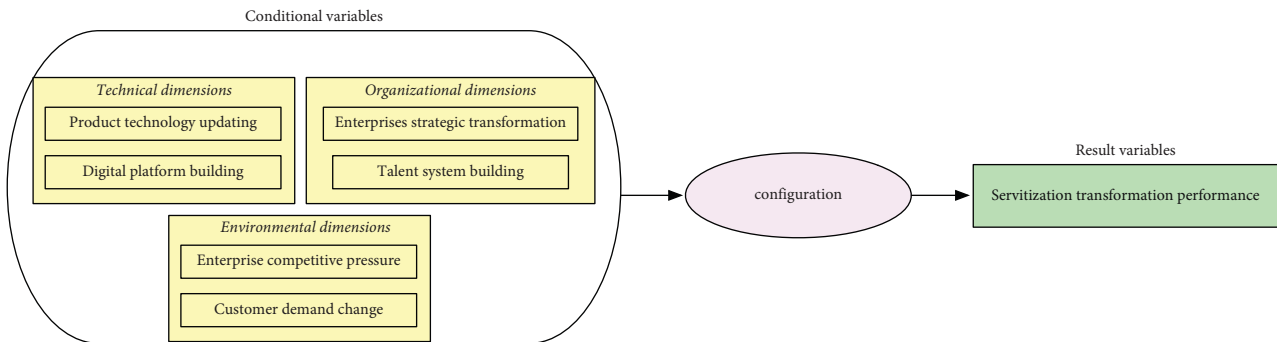 Conditional variables
Technical dimensions
Product technology updating
Digital platform building
Organizational dimensions
Enterprises strategic transformation
Talent system building
Environmental dimensions
Enterprise competitive pressure
Customer demand change
configuration
Result variables
Servitization transformation performance